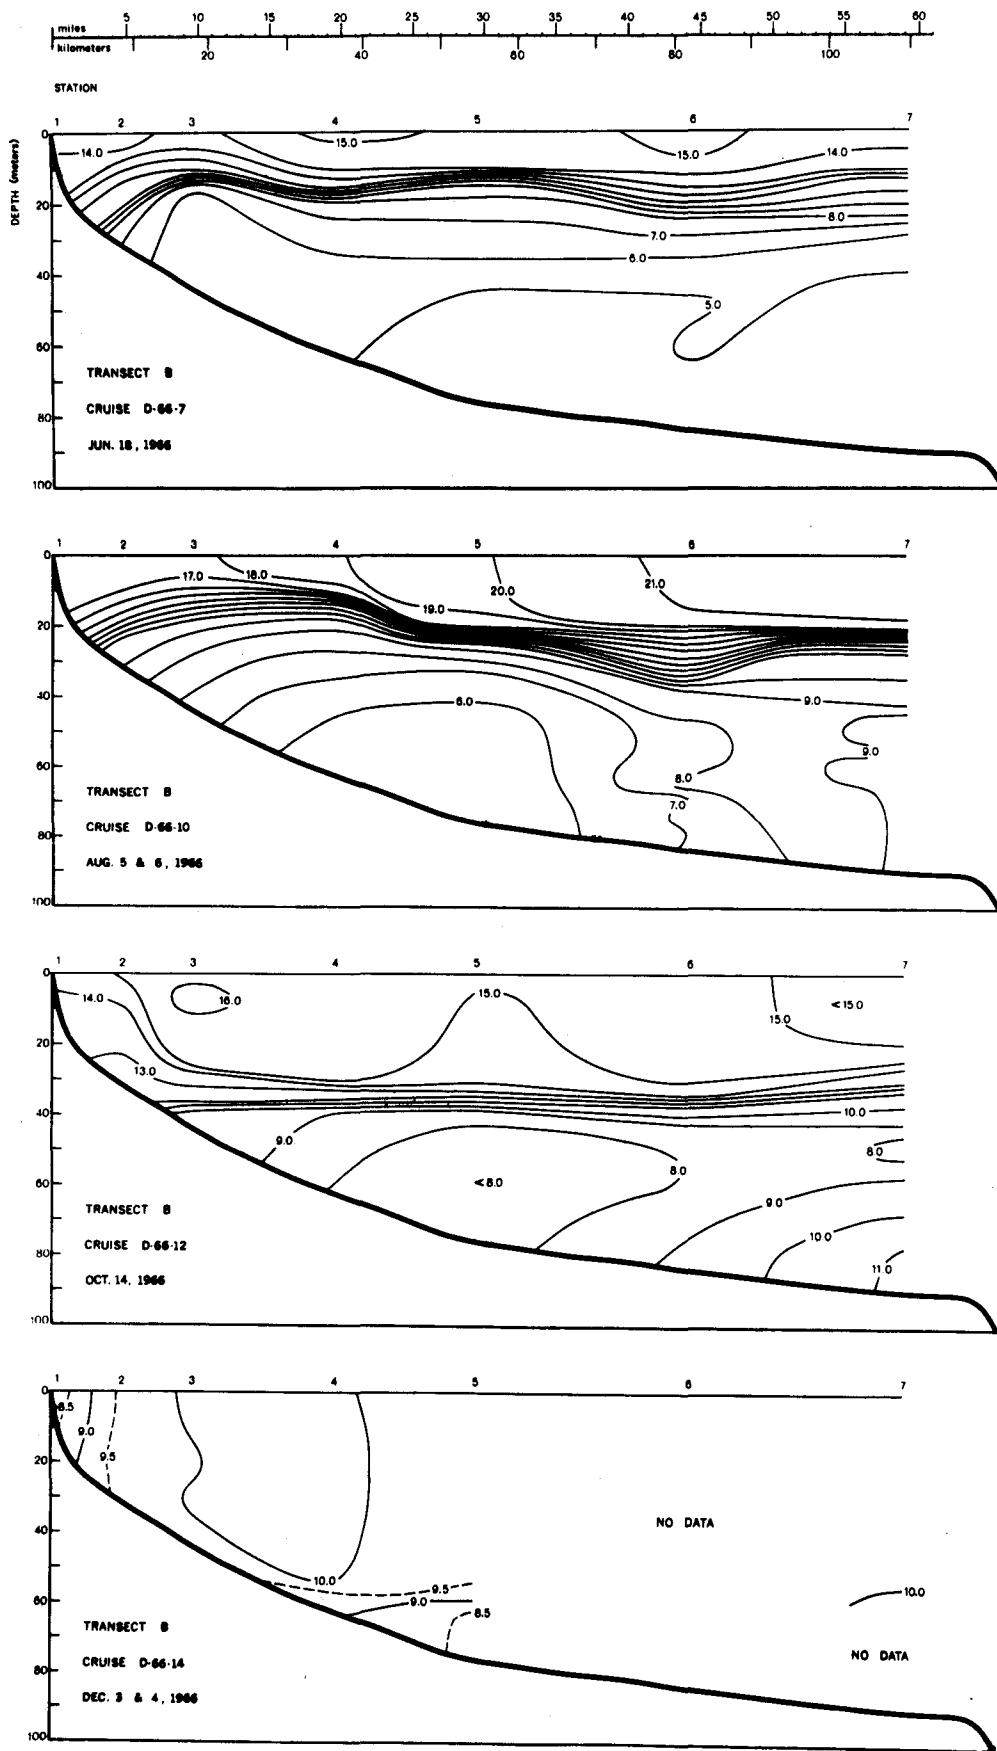 miles 5 10 15 20 25 30 35 40 45 50 55 60
kilometers 20 40 60 80 100
STATION
1 2 3 4 5 6 7
DEPTH (meters)
0 20 40 60 80 100
14.0 15.0 15.0 14.0
8.0
7.0
6.0
5.0
TRANSECT B
CRUISE D-66-7
JUN. 18, 1966
1 2 3 4 5 6 7
0 20 40 60 80 100
17.0 18.0 19.0 20.0 21.0
9.0
6.0
9.0
8.0
7.0
TRANSECT B
CRUISE D-66-10
AUG. 5 & 6, 1966
1 2 3 4 5 6 7
0 20 40 60 80 100
14.0 16.0 15.0 15.0 <15.0
13.0
10.0
9.0
8.0 8.0
<8.0
9.0
10.0
11.0
TRANSECT B
CRUISE D-66-12
OCT. 14, 1966
1 2 3 4 5 6 7
0 20 40 60 80 100
8.5
9.0
9.5
NO DATA
10.0 9.5
9.0
8.5
10.0
NO DATA
TRANSECT B
CRUISE D-66-14
DEC. 3 & 4, 1966